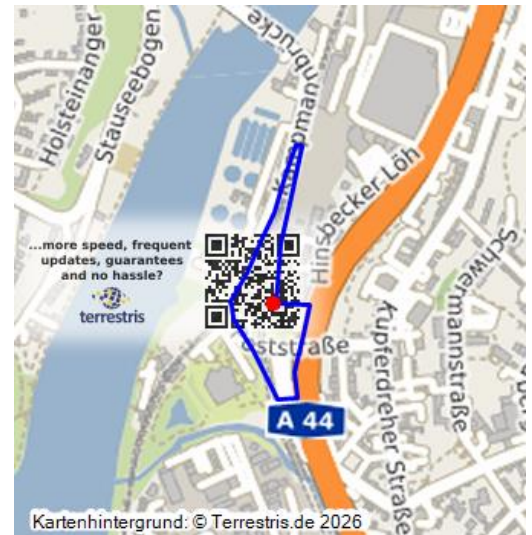 Kampmannbrücke
Holsteinanger
Stauseebogen
Hinsbecker Löh
...more speed, frequent
updates, guarantees
and no hassle?
terrestris
Schwermannstraße
Kupferdreher Straße
A 44
Kartenhintergrund: © Terrestris.de 2026